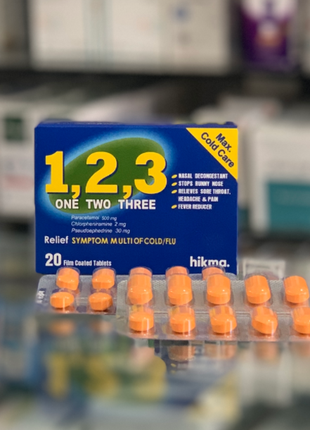 Max.
Cold Care
1,2,3
ONE TWO THREE
Paracetamol 500 mg
Chlorpheniramine 2 mg
Pseudoephedrine 30 mg
• NASAL DECONGESTANT
• STOPS RUNNY NOSE
• RELIEVES SORE THROAT,
HEADACHE & PAIN
• FEVER REDUCER
Relief SYMPTOM MULTI OF COLD/FLU
20 Film Coated Tablets
hikma.